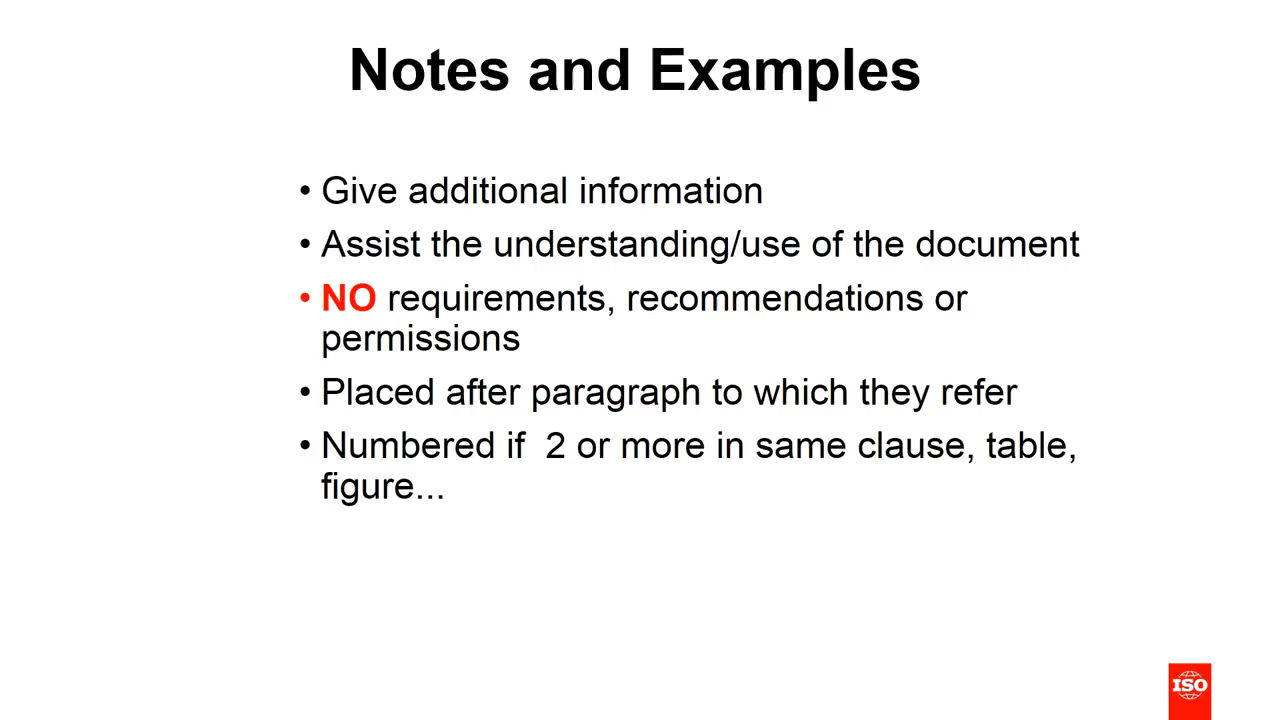 Notes and Examples
• Give additional information
• Assist the understanding/use of the document
• NO requirements, recommendations or
permissions
• Placed after paragraph to which they refer
• Numbered if  2 or more in same clause, table,
figure...
ISO